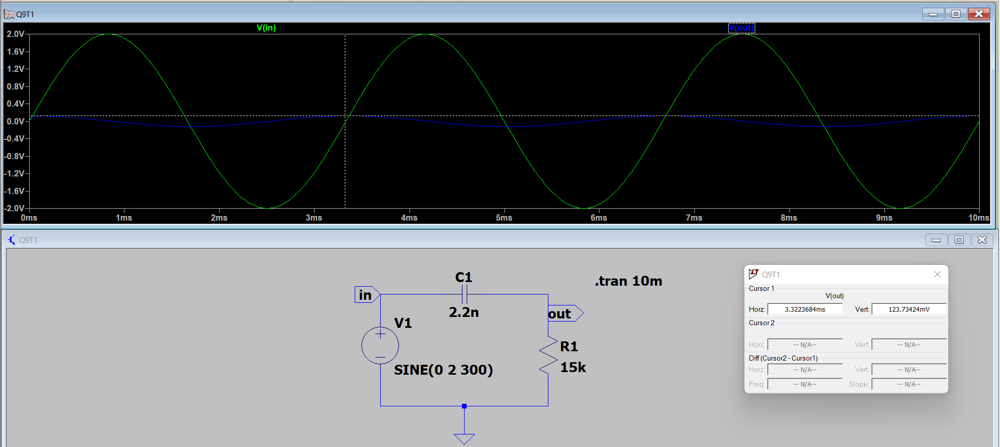 Q9T1
V(in)
V(out)
2.0V
1.6V
1.2V
0.8V
0.4V
0.0V
-0.4V
-0.8V
-1.2V
-1.6V
-2.0V
0ms 1ms 2ms 3ms 4ms 5ms 6ms 7ms 8ms 9ms 10ms
Q9T1
C1
.tran 10m
in
2.2n
out
V1
R1
SINE(0 2 300)
15k
Q9T1
Cursor 1
V(out)
Horz: 3.3223684ms Vert: 123.73424mV
Cursor 2
Horz: -- N/A-- Vert: -- N/A--
Diff (Cursor2 - Cursor1)
Horz: -- N/A-- Vert: -- N/A--
Freq: -- N/A-- Slope: -- N/A--